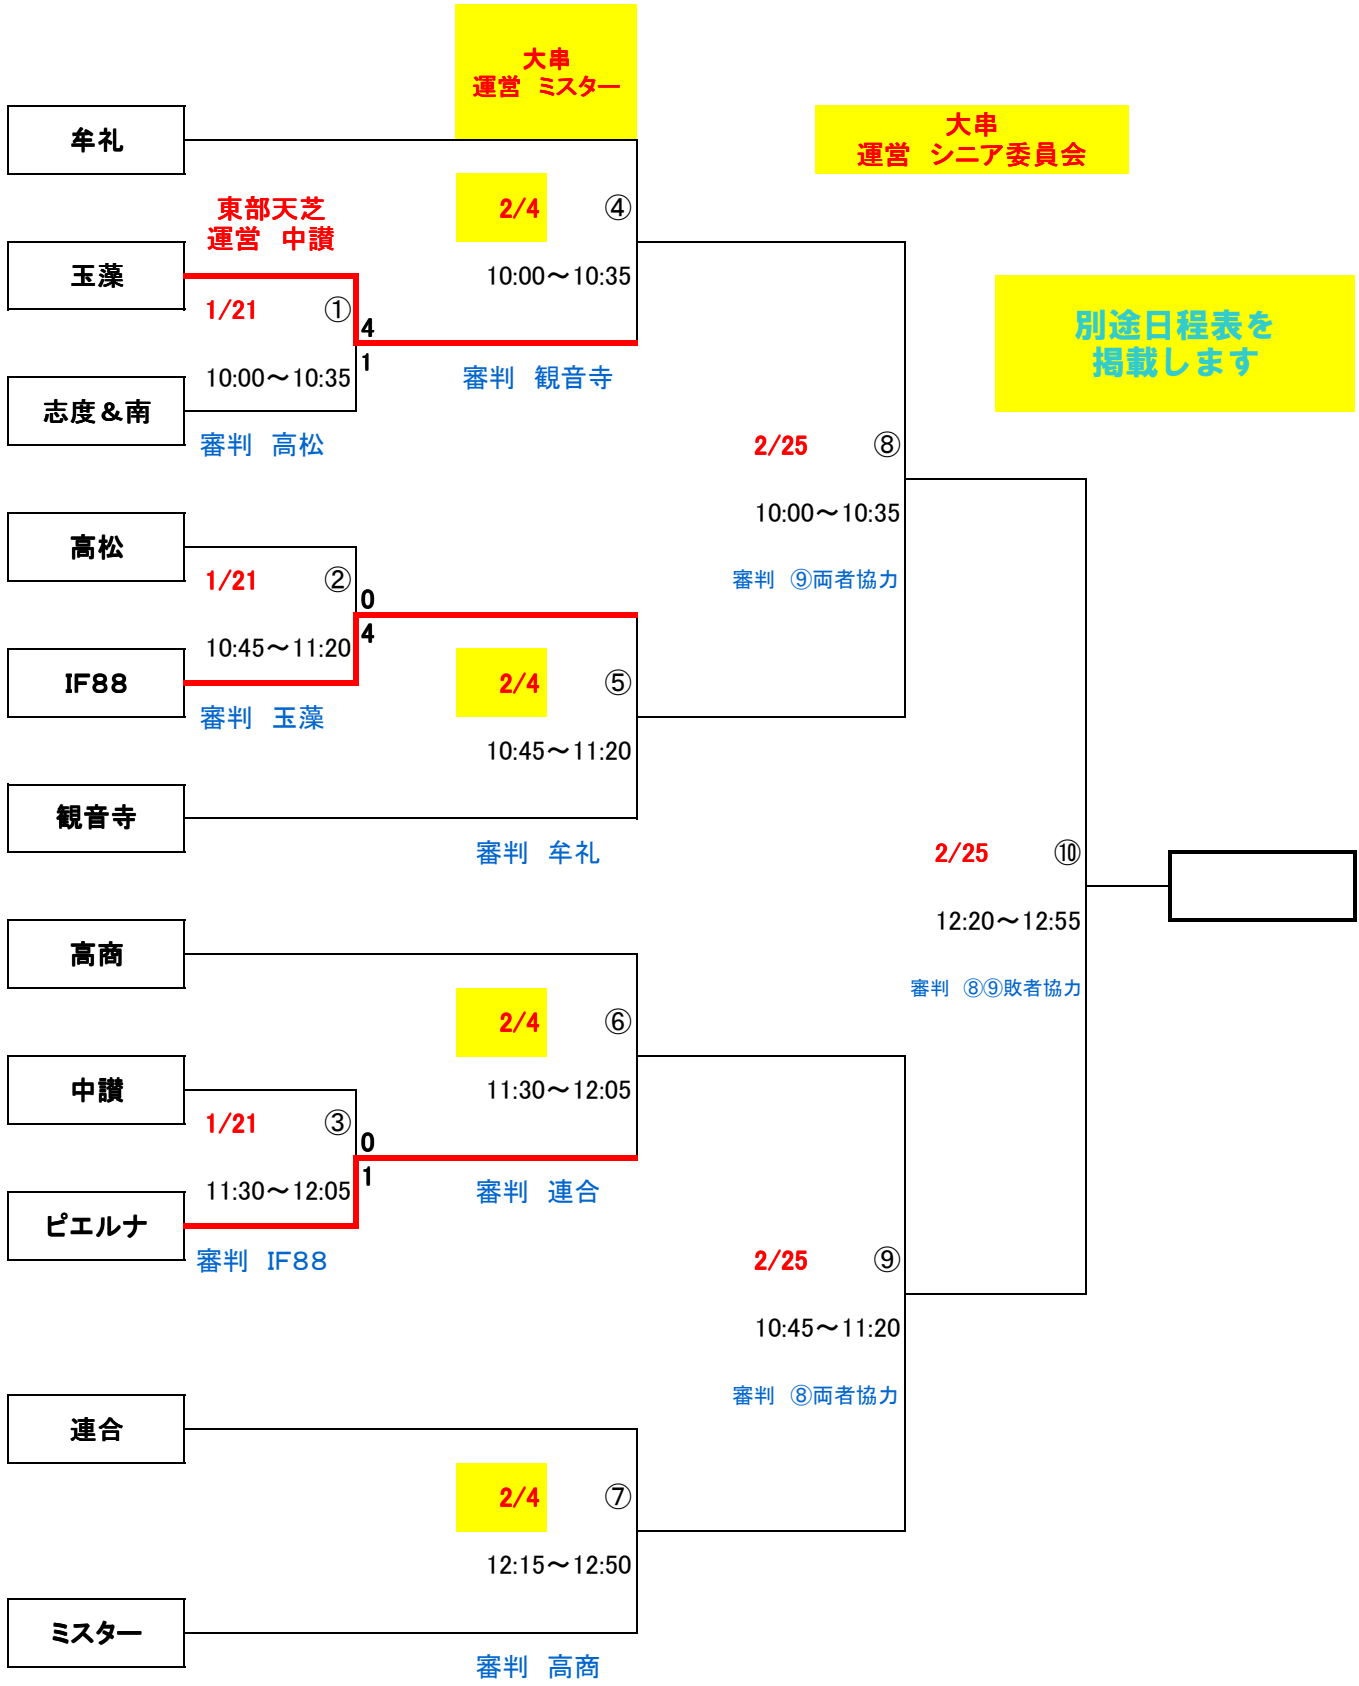 大串
運営　ミスター
牟礼
大串
運営　シニア委員会
東部天芝
運営　中讃
2/4　④
玉藻
10:00～10:35
1/21　①
4
別途日程表を
掲載します
1
10:00～10:35
審判　観音寺
志度＆南
審判　高松
2/25　⑧
10:00～10:35
高松
1/21　②
審判　⑨両者協力
0
4
10:45～11:20
IF88
2/4　⑤
審判　玉藻
10:45～11:20
観音寺
審判　牟礼
2/25　⑩
12:20～12:55
高商
審判　⑧⑨敗者協力
2/4　⑥
中讃
11:30～12:05
1/21　③
0
1
11:30～12:05
審判　連合
ピエルナ
審判　IF88
2/25　⑨
10:45～11:20
審判　⑧両者協力
連合
2/4　⑦
12:15～12:50
ミスター
審判　高商